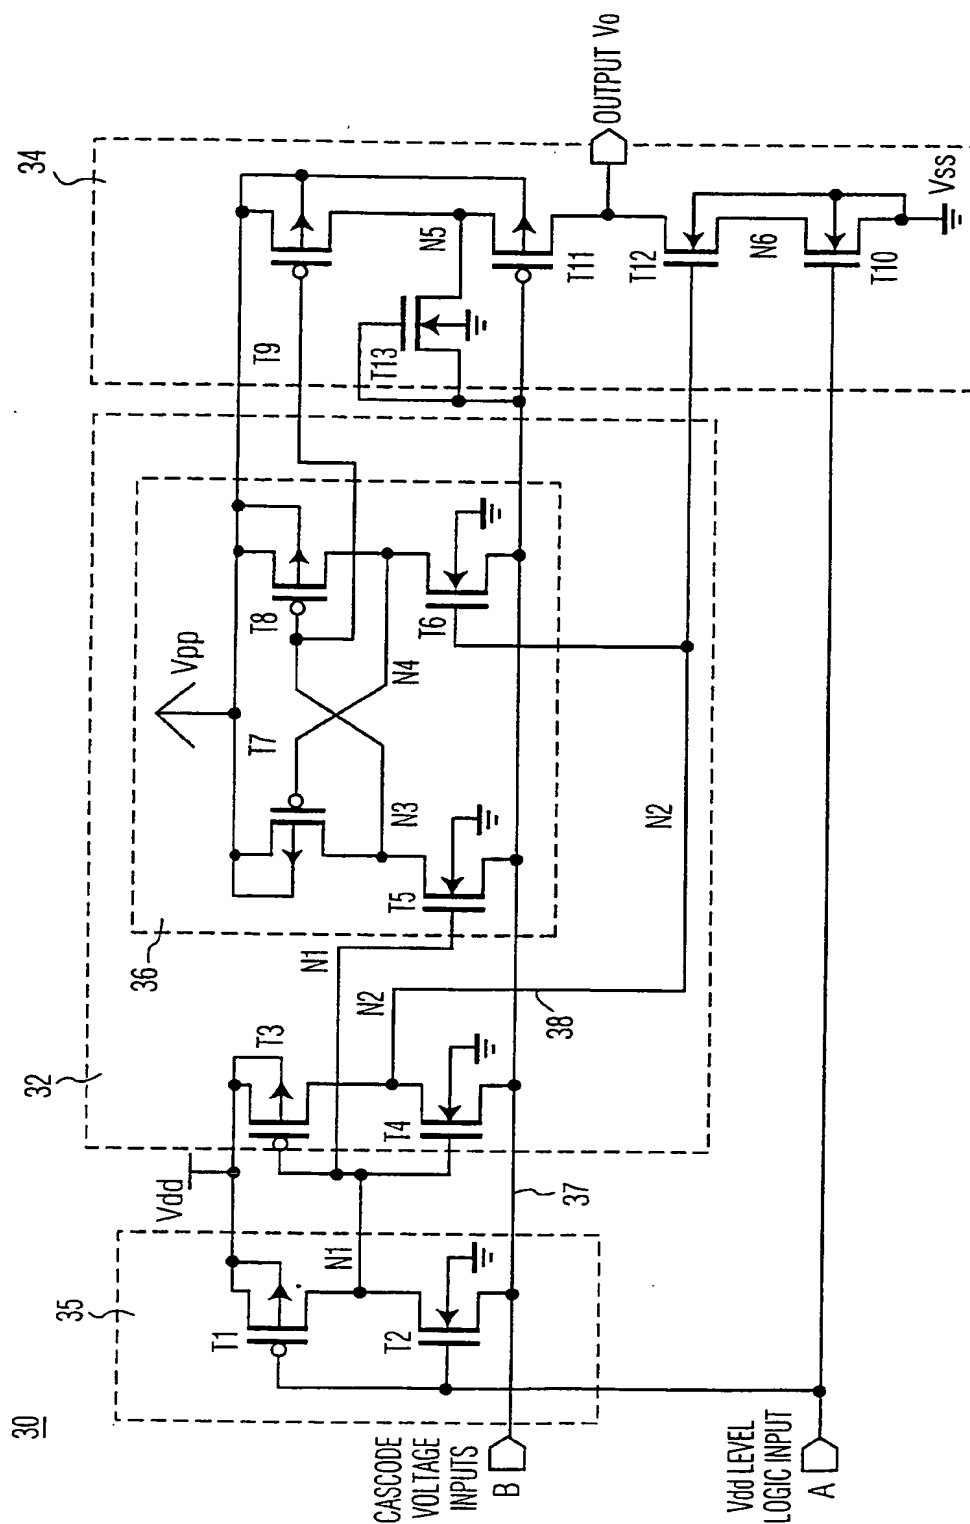 30
35
32
36
34
Vdd
Vpp
T1
T2
N1
T3
T4
N1
N2
38
37
T5
N3
T7
N4
T8
T6
N2
T9
T13
N5
T11
T12
N6
T10
Vss
OUTPUT Vo
CASCODE
VOLTAGE
INPUTS
B
Vdd LEVEL
LOGIC INPUT
A